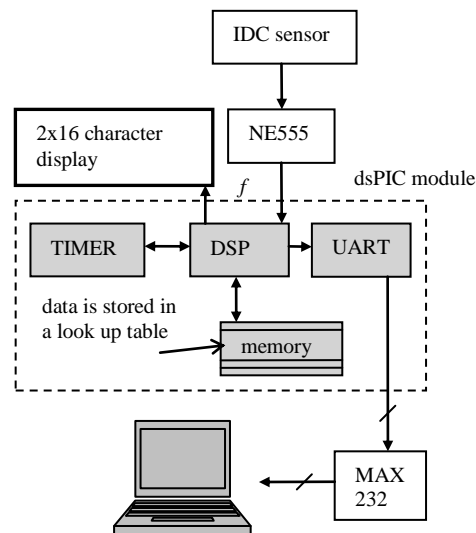 IDC sensor
NE555
2x16 character
display
f
dsPIC module
TIMER
DSP
UART
data is stored in
a look up table
memory
MAX
232